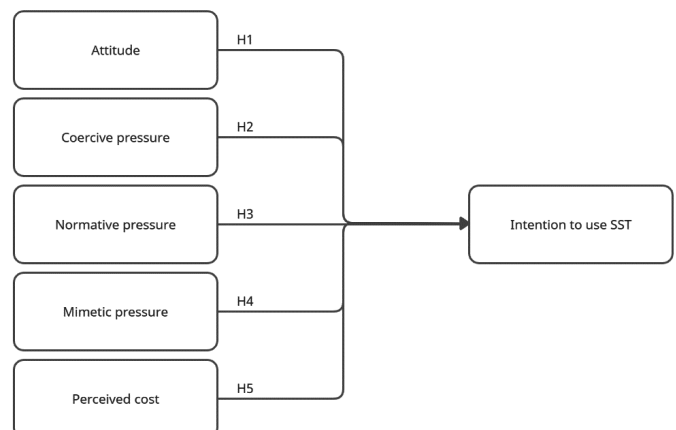 Attitude
H1
Coercive pressure
H2
Normative pressure
H3
Intention to use SST
Mimetic pressure
H4
Perceived cost
H5